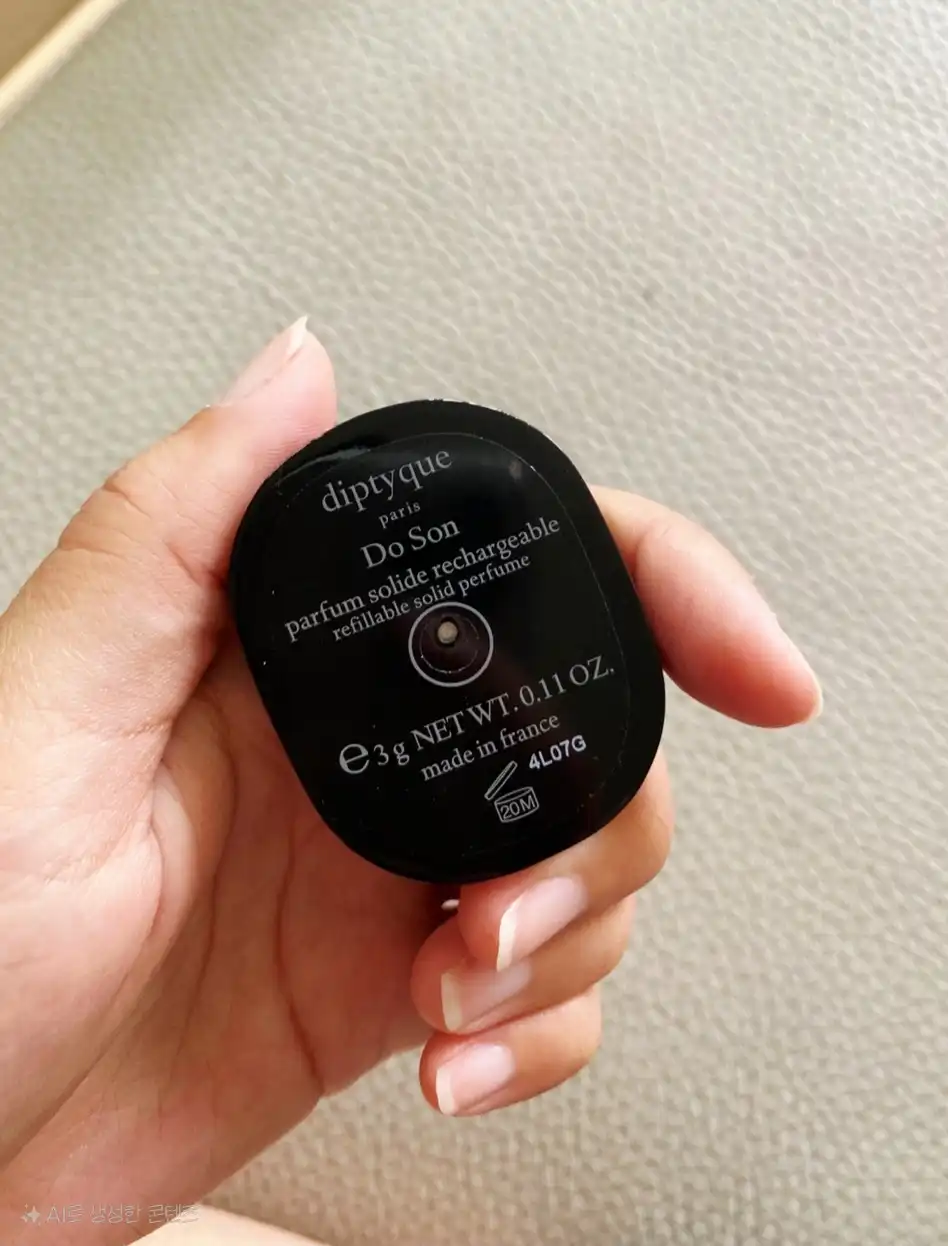 diptyque
paris
Do Son
parfum solide rechargeable
refillable solid perfume
℮ 3 g NET WT. 0.11 OZ.
made in france
4L07G
20M
AI로 생성한 콘텐츠